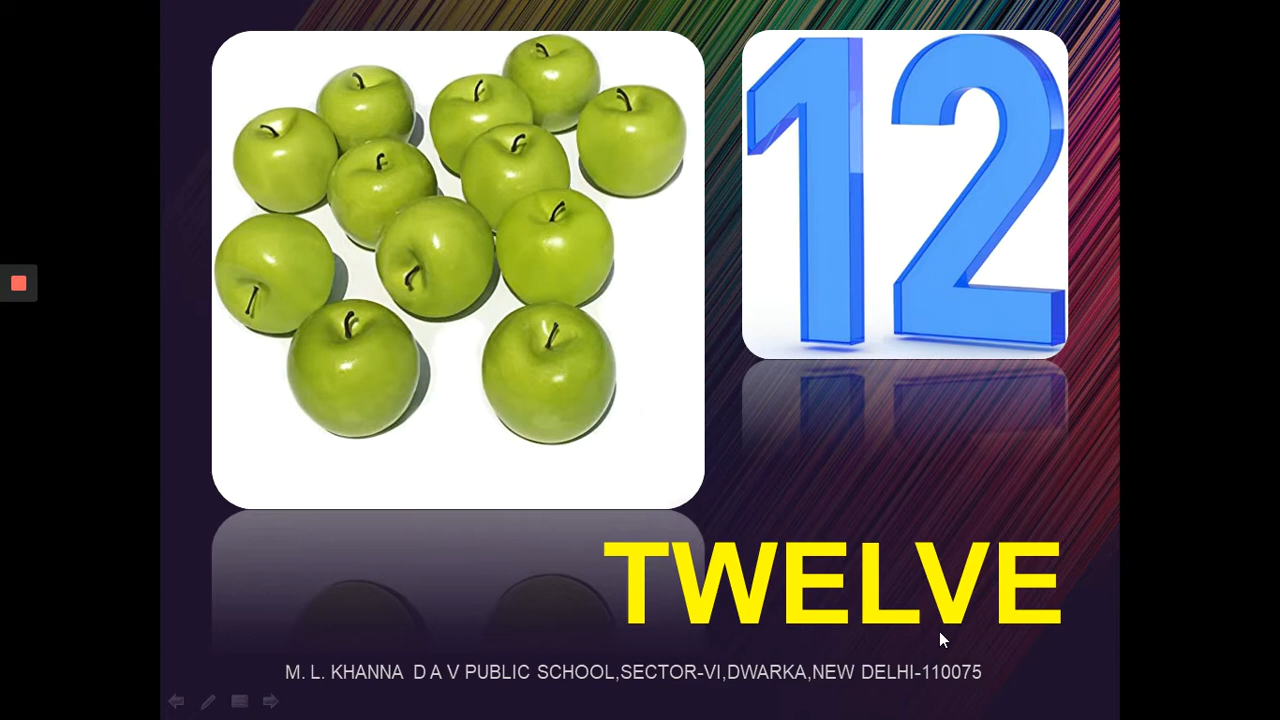 12
TWELVE
M. L. KHANNA D A V PUBLIC SCHOOL,SECTOR-VI,DWARKA,NEW DELHI-110075